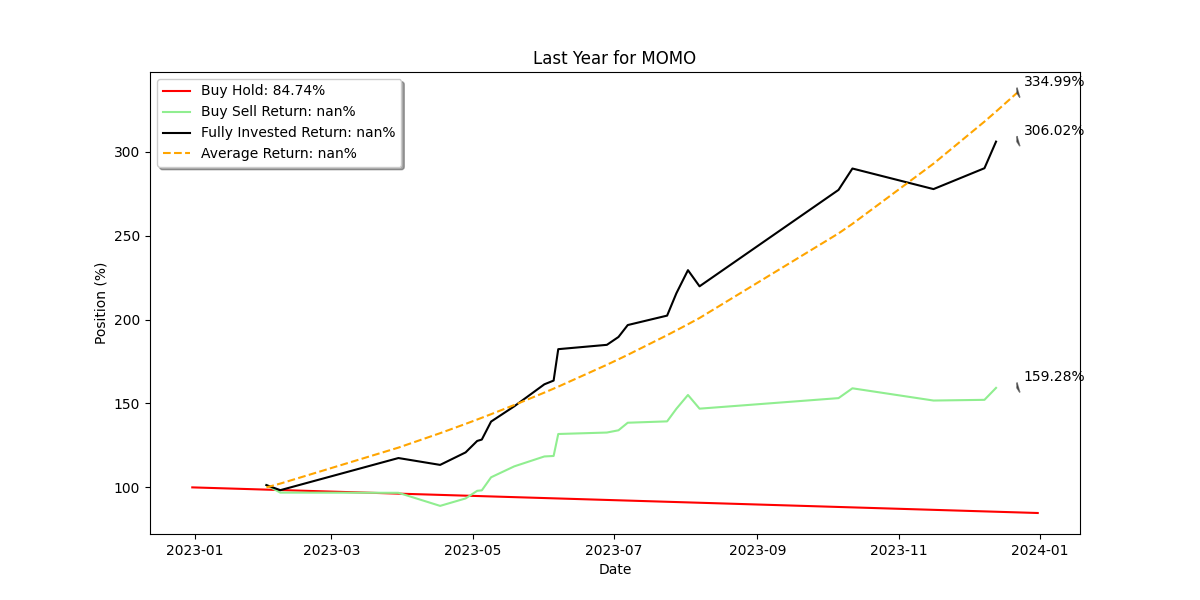 Last Year for MOMO
Buy Hold: 84.74%
Buy Sell Return: nan%
Fully Invested Return: nan%
Average Return: nan%
334.99%
306.02%
159.28%
300
250
200
150
100
Position (%)
2023-01 2023-03 2023-05 2023-07 2023-09 2023-11 2024-01
Date